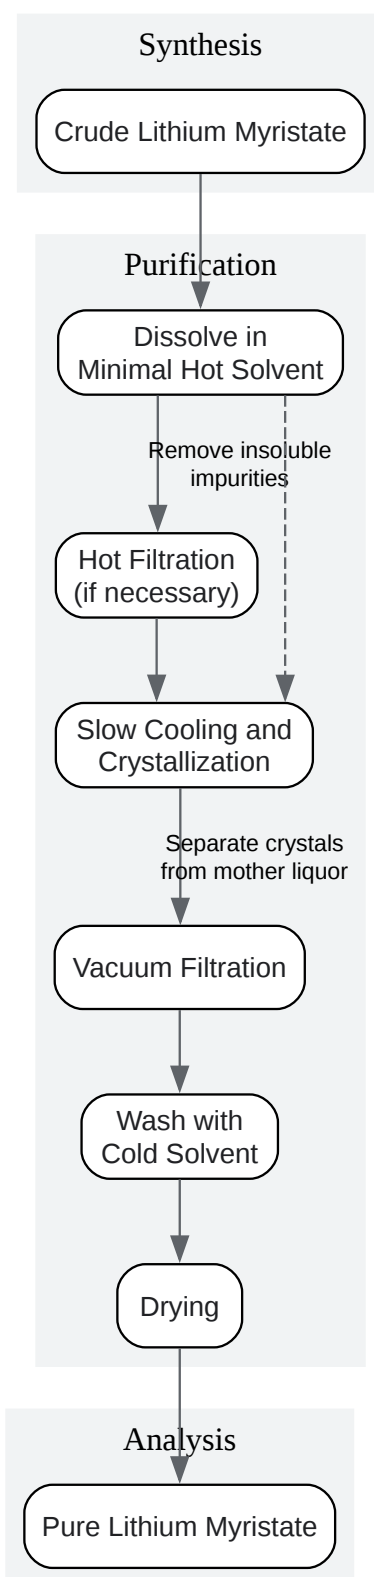 Synthesis
Crude Lithium Myristate
Purification
Dissolve in
Minimal Hot Solvent
Remove insoluble
impurities
Hot Filtration
(if necessary)
Slow Cooling and
Crystallization
Separate crystals
from mother liquor
Vacuum Filtration
Wash with
Cold Solvent
Drying
Analysis
Pure Lithium Myristate